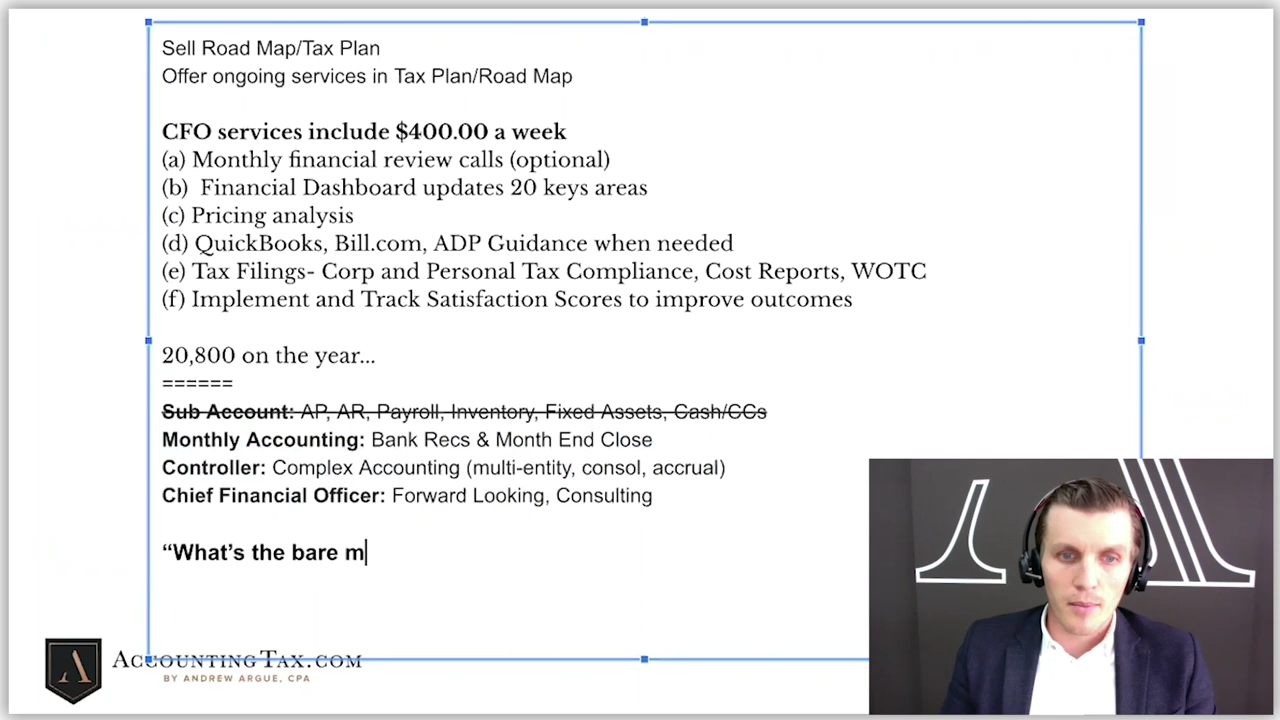 Sell Road Map/Tax Plan
Offer ongoing services in Tax Plan/Road Map
CFO services include $400.00 a week
(a) Monthly financial review calls (optional)
(b) Financial Dashboard updates 20 keys areas
(c) Pricing analysis
(d) QuickBooks, Bill.com, ADP Guidance when needed
(e) Tax Filings- Corp and Personal Tax Compliance, Cost Reports, WOTC
(f) Implement and Track Satisfaction Scores to improve outcomes
20,800 on the year...
======
Sub Account: AP, AR, Payroll, Inventory, Fixed Assets, Cash/CCs
Monthly Accounting: Bank Recs & Month End Close
Controller: Complex Accounting (multi-entity, consol, accrual)
Chief Financial Officer: Forward Looking, Consulting
“What’s the bare m
A AccountingTax.com
BY ANDREW ARGUE, CPA